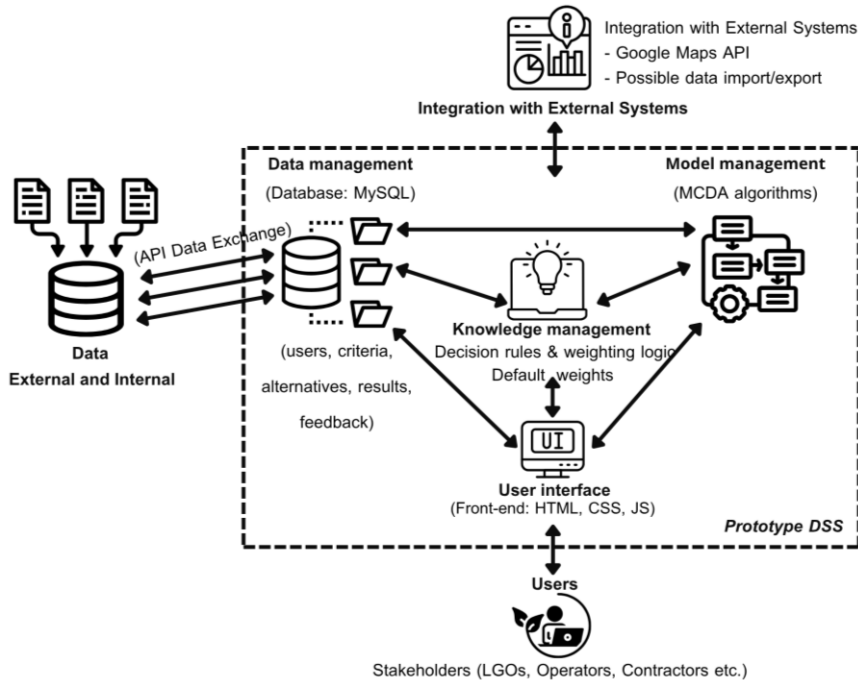 Integration with External Systems:
- Google Maps API
- Possible data import/export
Integration with External Systems
Data management
(Database: MySQL)
Model management
(MCDA algorithms)
(API Data Exchange)
Data
External and Internal
(users, criteria,
alternatives, results,
feedback)
Knowledge management
Decision rules & weighting logic
Default weights
UI
User interface
(Front-end: HTML, CSS, JS)
Prototype DSS
Users
Stakeholders (LGOs, Operators, Contractors etc.)